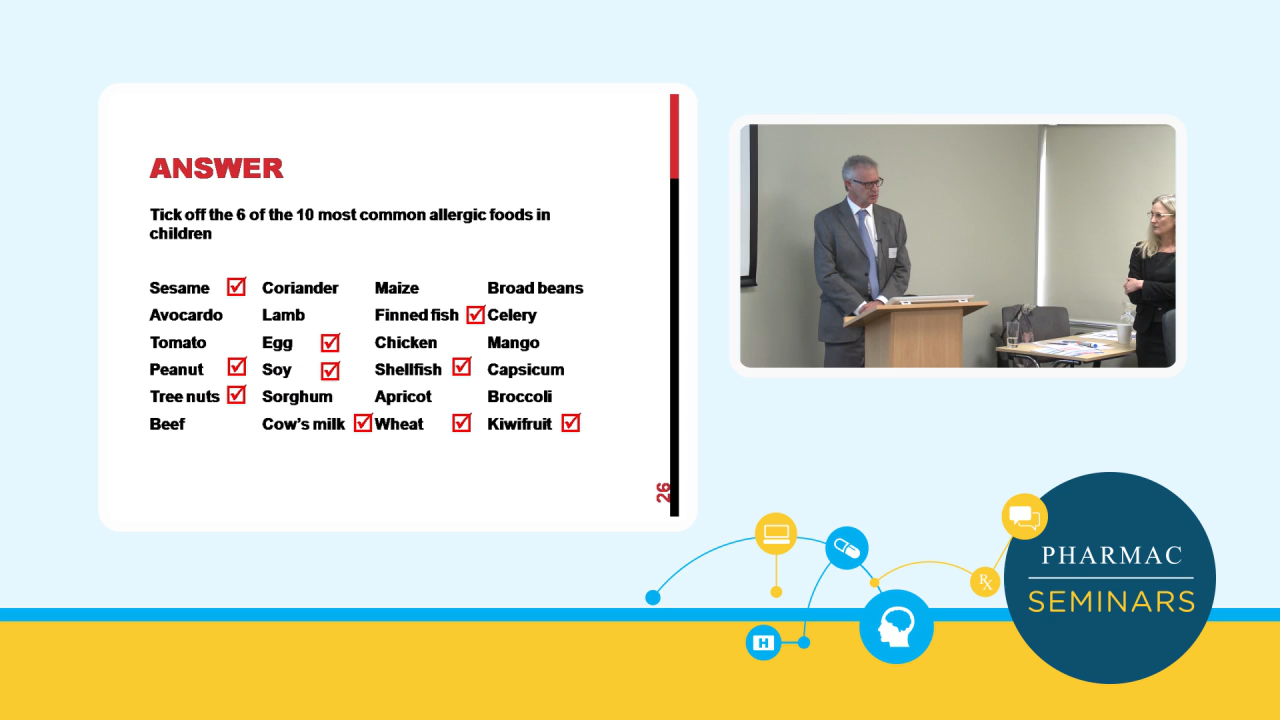 ANSWER
Tick off the 6 of the 10 most common allergic foods in
children
Sesame Coriander Maize Broad beans
Avocardo Lamb Finned fish Celery
Tomato Egg Chicken Mango
Peanut Soy Shellfish Capsicum
Tree nuts Sorghum Apricot Broccoli
Beef Cow's milk Wheat Kiwifruit
26
H
Rx
PHARMAC
SEMINARS